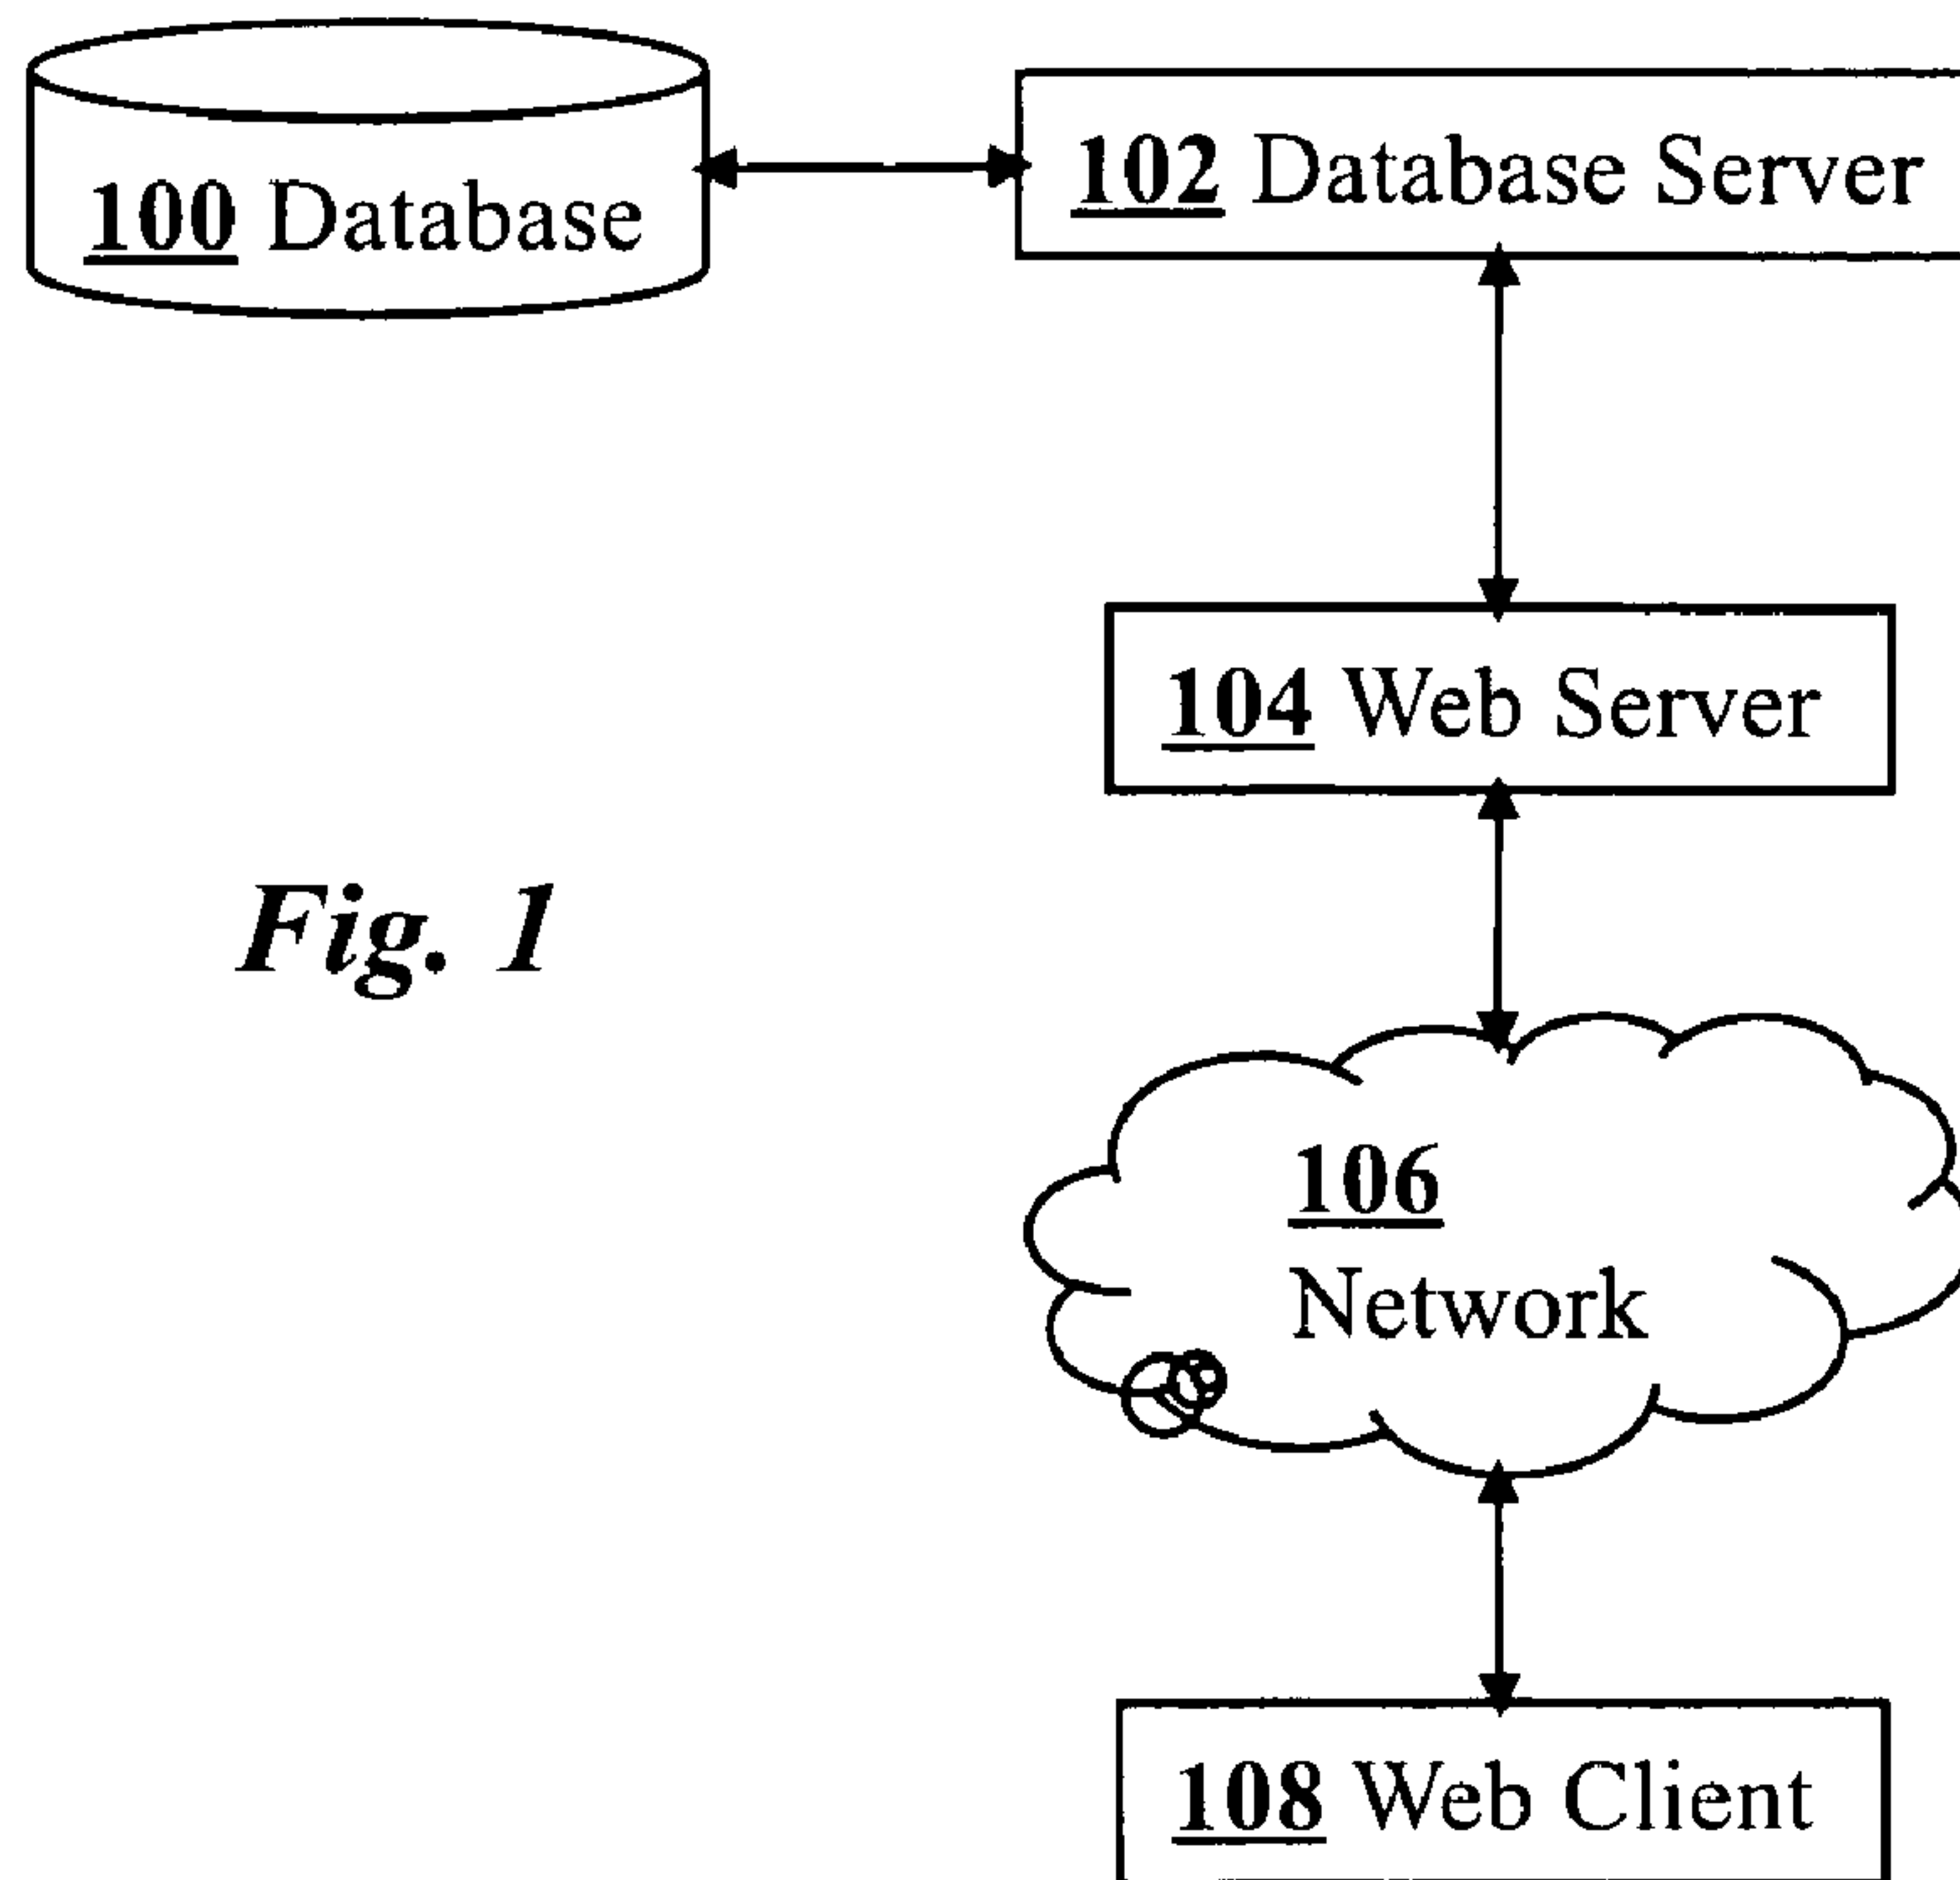 100 Database
102 Database Server
104 Web Server
Fig. 1
106
Network
108 Web Client